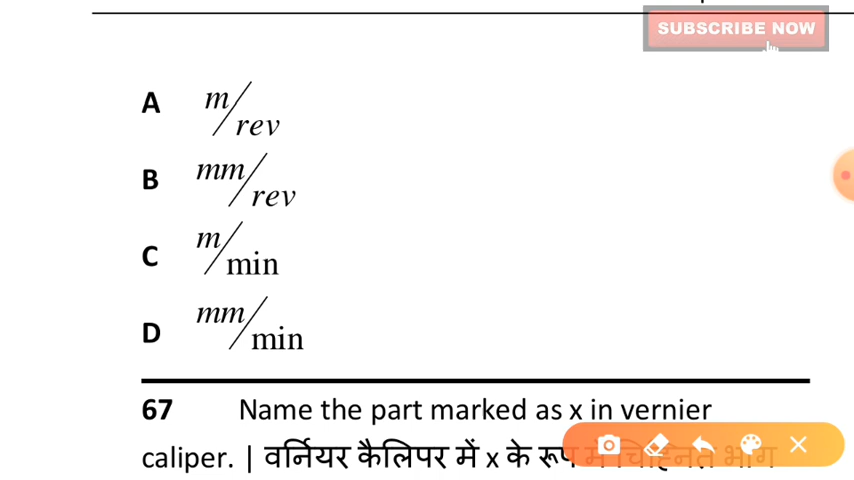 SUBSCRIBE NOW
A m/rev
B mm/rev
C m/min
D mm/min
67 Name the part marked as x in vernier
caliper. | वर्नियर कैलिपर में x के रूप में चिह्नित भाग